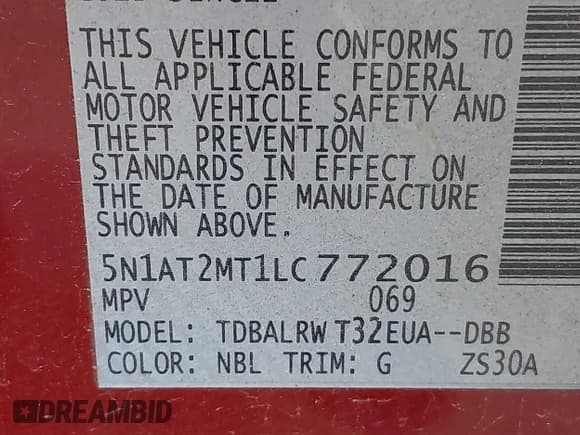 THIS VEHICLE CONFORMS TO
ALL APPLICABLE FEDERAL
MOTOR VEHICLE SAFETY AND
THEFT PREVENTION
STANDARDS IN EFFECT ON
THE DATE OF MANUFACTURE
SHOWN ABOVE.
5N1AT2MT1LC772016
MPV 069
MODEL: TDBALRW T32EUA--DBB
COLOR: NBL TRIM: G ZS30A
DREAMBID